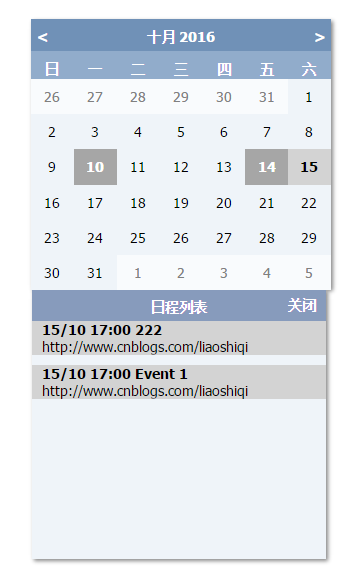 < 十月 2016 >
日 一 二 三 四 五 六
26 27 28 29 30 31 1
2 3 4 5 6 7 8
9 10 11 12 13 14 15
16 17 18 19 20 21 22
23 24 25 26 27 28 29
30 31 1 2 3 4 5
日程列表 关闭
15/10 17:00 222
http://www.cnblogs.com/liaoshiqi
15/10 17:00 Event 1
http://www.cnblogs.com/liaoshiqi